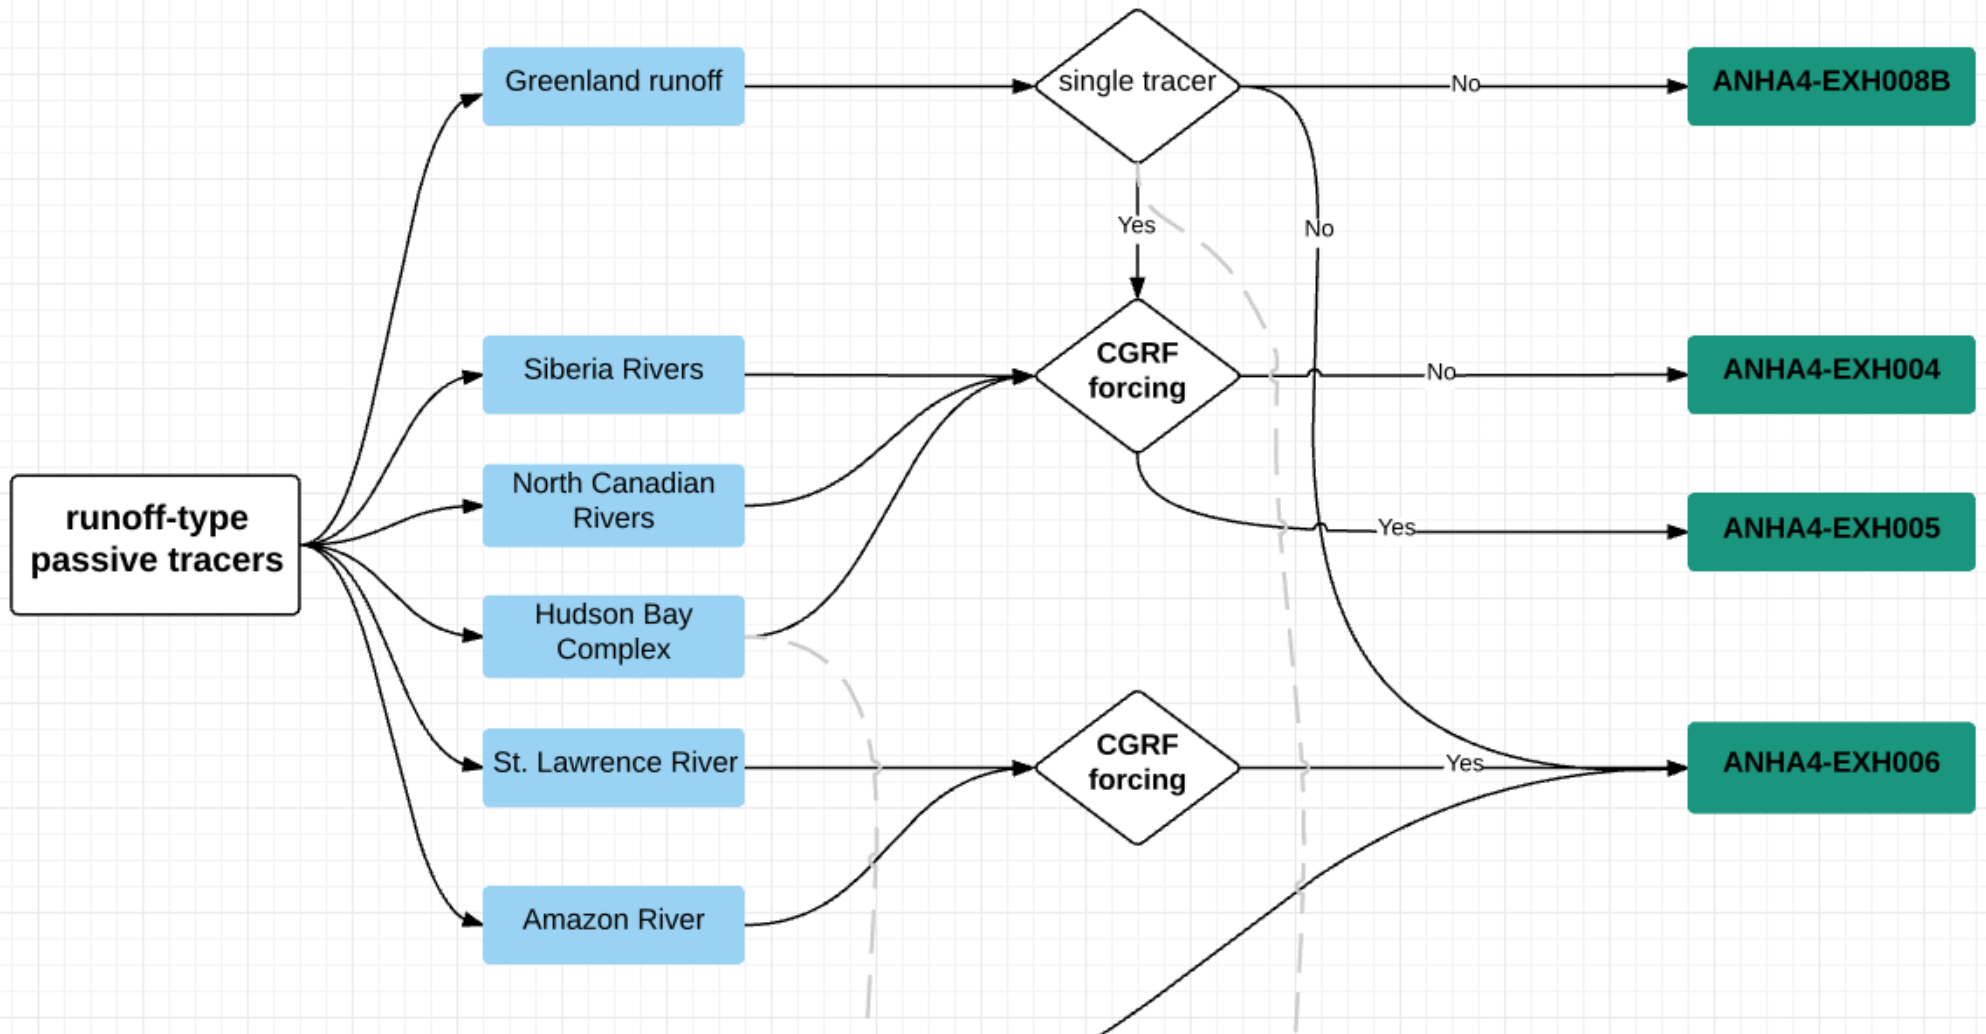 Greenland runoff
single tracer
No
ANHA4-EXH008B
Yes
No
Siberia Rivers
CGRF
forcing
No
ANHA4-EXH004
North Canadian
Rivers
Yes
ANHA4-EXH005
runoff-type
passive tracers
Hudson Bay
Complex
St. Lawrence River
CGRF
forcing
Yes
ANHA4-EXH006
Amazon River